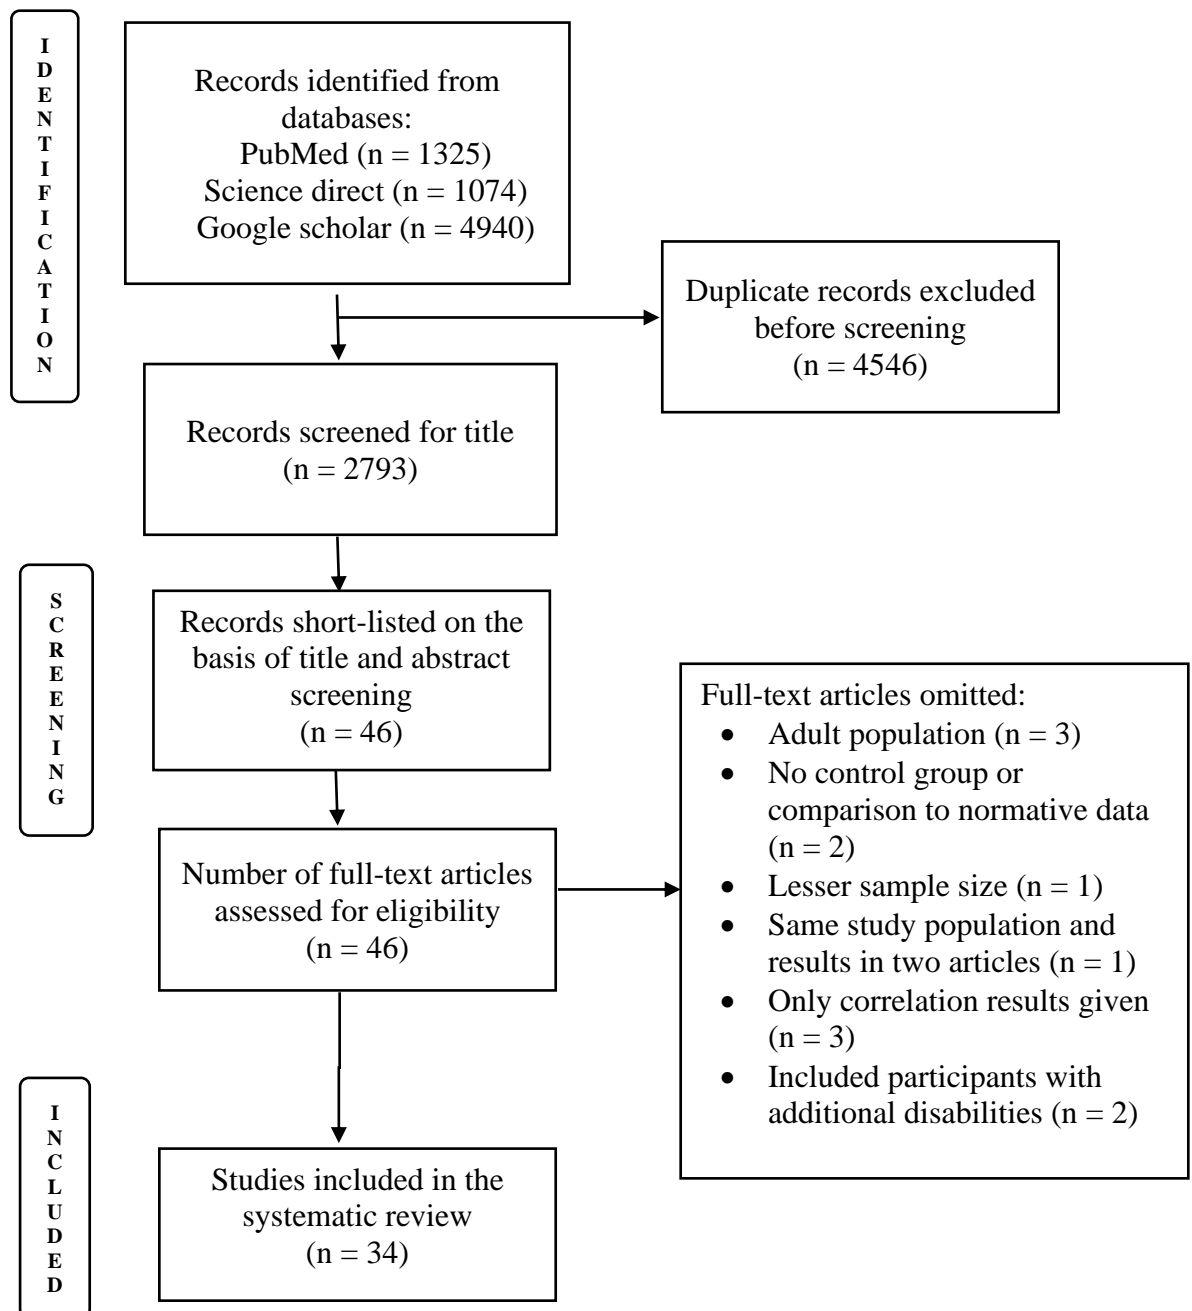 IDENTIFICATION
Records identified from
databases:
PubMed (n = 1325)
Science direct (n = 1074)
Google scholar (n = 4940)
Duplicate records excluded
before screening
(n = 4546)
Records screened for title
(n = 2793)
SCREENING
Records short-listed on the
basis of title and abstract
screening
(n = 46)
Number of full-text articles
assessed for eligibility
(n = 46)
Full-text articles omitted:
• Adult population (n = 3)
• No control group or
comparison to normative data
(n = 2)
• Lesser sample size (n = 1)
• Same study population and
results in two articles (n = 1)
• Only correlation results given
(n = 3)
• Included participants with
additional disabilities (n = 2)
INCLUDED
Studies included in the
systematic review
(n = 34)